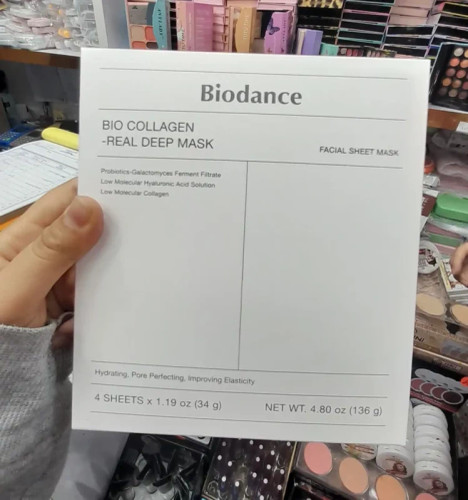 Biodance
BIO COLLAGEN
-REAL DEEP MASK
FACIAL SHEET MASK
Probiotics-Galactomyces Ferment Filtrate
Low Molecular Hyaluronic Acid Solution
Low Molecular Collagen
Hydrating, Pore Perfecting, Improving Elasticity
4 SHEETS x 1.19 oz (34 g)
NET WT. 4.80 oz (136 g)